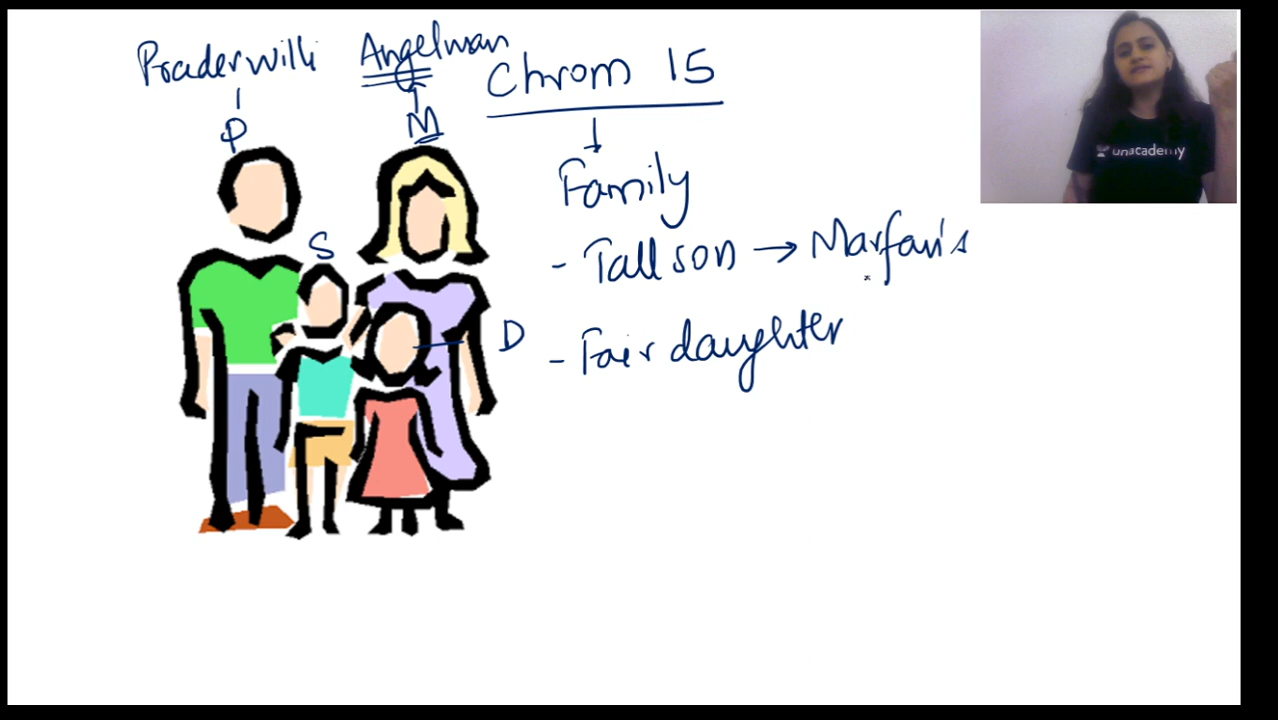 Praderwilli
Angelman
Chrom 15
P
M
Family
S
- Tall son → Marfan's
D
- Fair daughter
unacademy